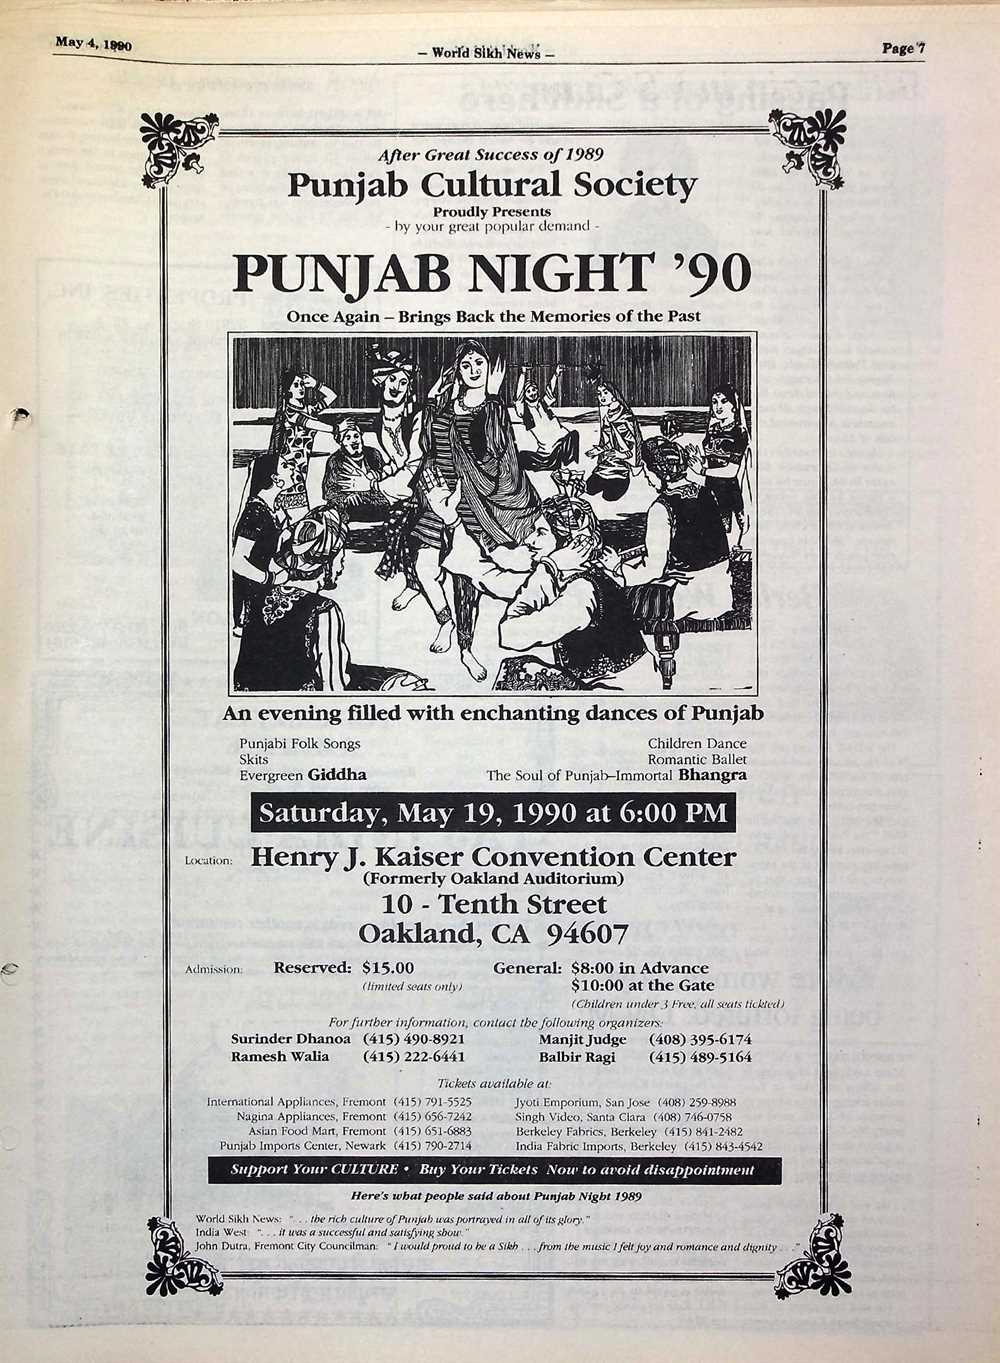 May 4, 1990
– World Sikh News –
Page 7
After Great Success of 1989
Punjab Cultural Society
Proudly Presents
- by your great popular demand -
PUNJAB NIGHT ’90
Once Again – Brings Back the Memories of the Past
An evening filled with enchanting dances of Punjab
Punjabi Folk Songs
Skits
Evergreen Giddha
Children Dance
Romantic Ballet
The Soul of Punjab–Immortal Bhangra
Saturday, May 19, 1990 at 6:00 PM
Location: Henry J. Kaiser Convention Center
(Formerly Oakland Auditorium)
10 - Tenth Street
Oakland, CA 94607
Admission: Reserved: $15.00
(limited seats only)
General: $8:00 in Advance
$10:00 at the Gate
(Children under 3 Free, all seats tickted)
For further information, contact the following organizers:
Surinder Dhanoa (415) 490-8921
Ramesh Walia (415) 222-6441
Manjit Judge (408) 395-6174
Balbir Ragi (415) 489-5164
Tickets available at:
International Appliances, Fremont (415) 791-5525
Nagina Appliances, Fremont (415) 656-7242
Asian Food Mart, Fremont (415) 651-6883
Punjab Imports Center, Newark (415) 790-2714
Jyoti Emporium, San Jose (408) 259-8988
Singh Video, Santa Clara (408) 746-0758
Berkeley Fabrics, Berkeley (415) 841-2482
India Fabric Imports, Berkeley (415) 843-4542
Support Your CULTURE • Buy Your Tickets Now to avoid disappointment
Here's what people said about Punjab Night 1989
World Sikh News: ". . . the rich culture of Punjab was portrayed in all of its glory."
India West: ". . . it was a successful and satisfying show."
John Dutra, Fremont City Councilman: "I would proud to be a Sikh . . . from the music I felt joy and romance and dignity . . ."